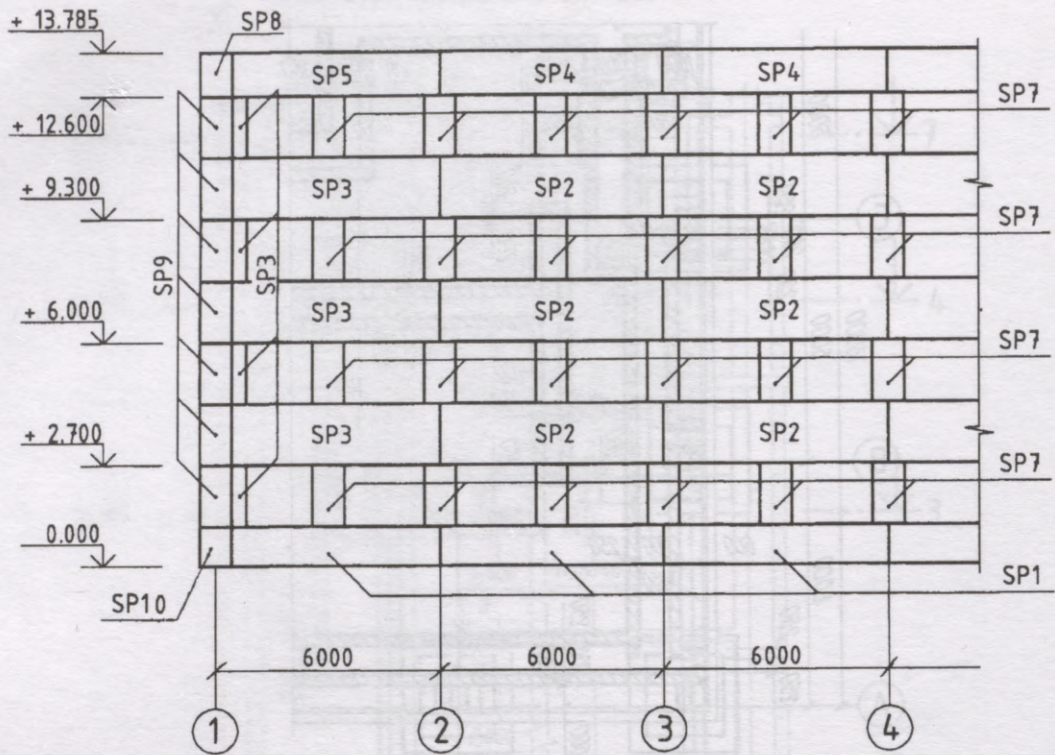 + 13.785
SP8
SP5 SP4 SP4
SP7
+ 12.600
+ 9.300
SP3 SP2 SP2
SP7
SP9
SP3
SP3 SP2 SP2
+ 6.000
SP7
+ 2.700
SP3 SP2 SP2
SP7
0.000
SP1
SP10
6000 6000 6000
1 2 3 4